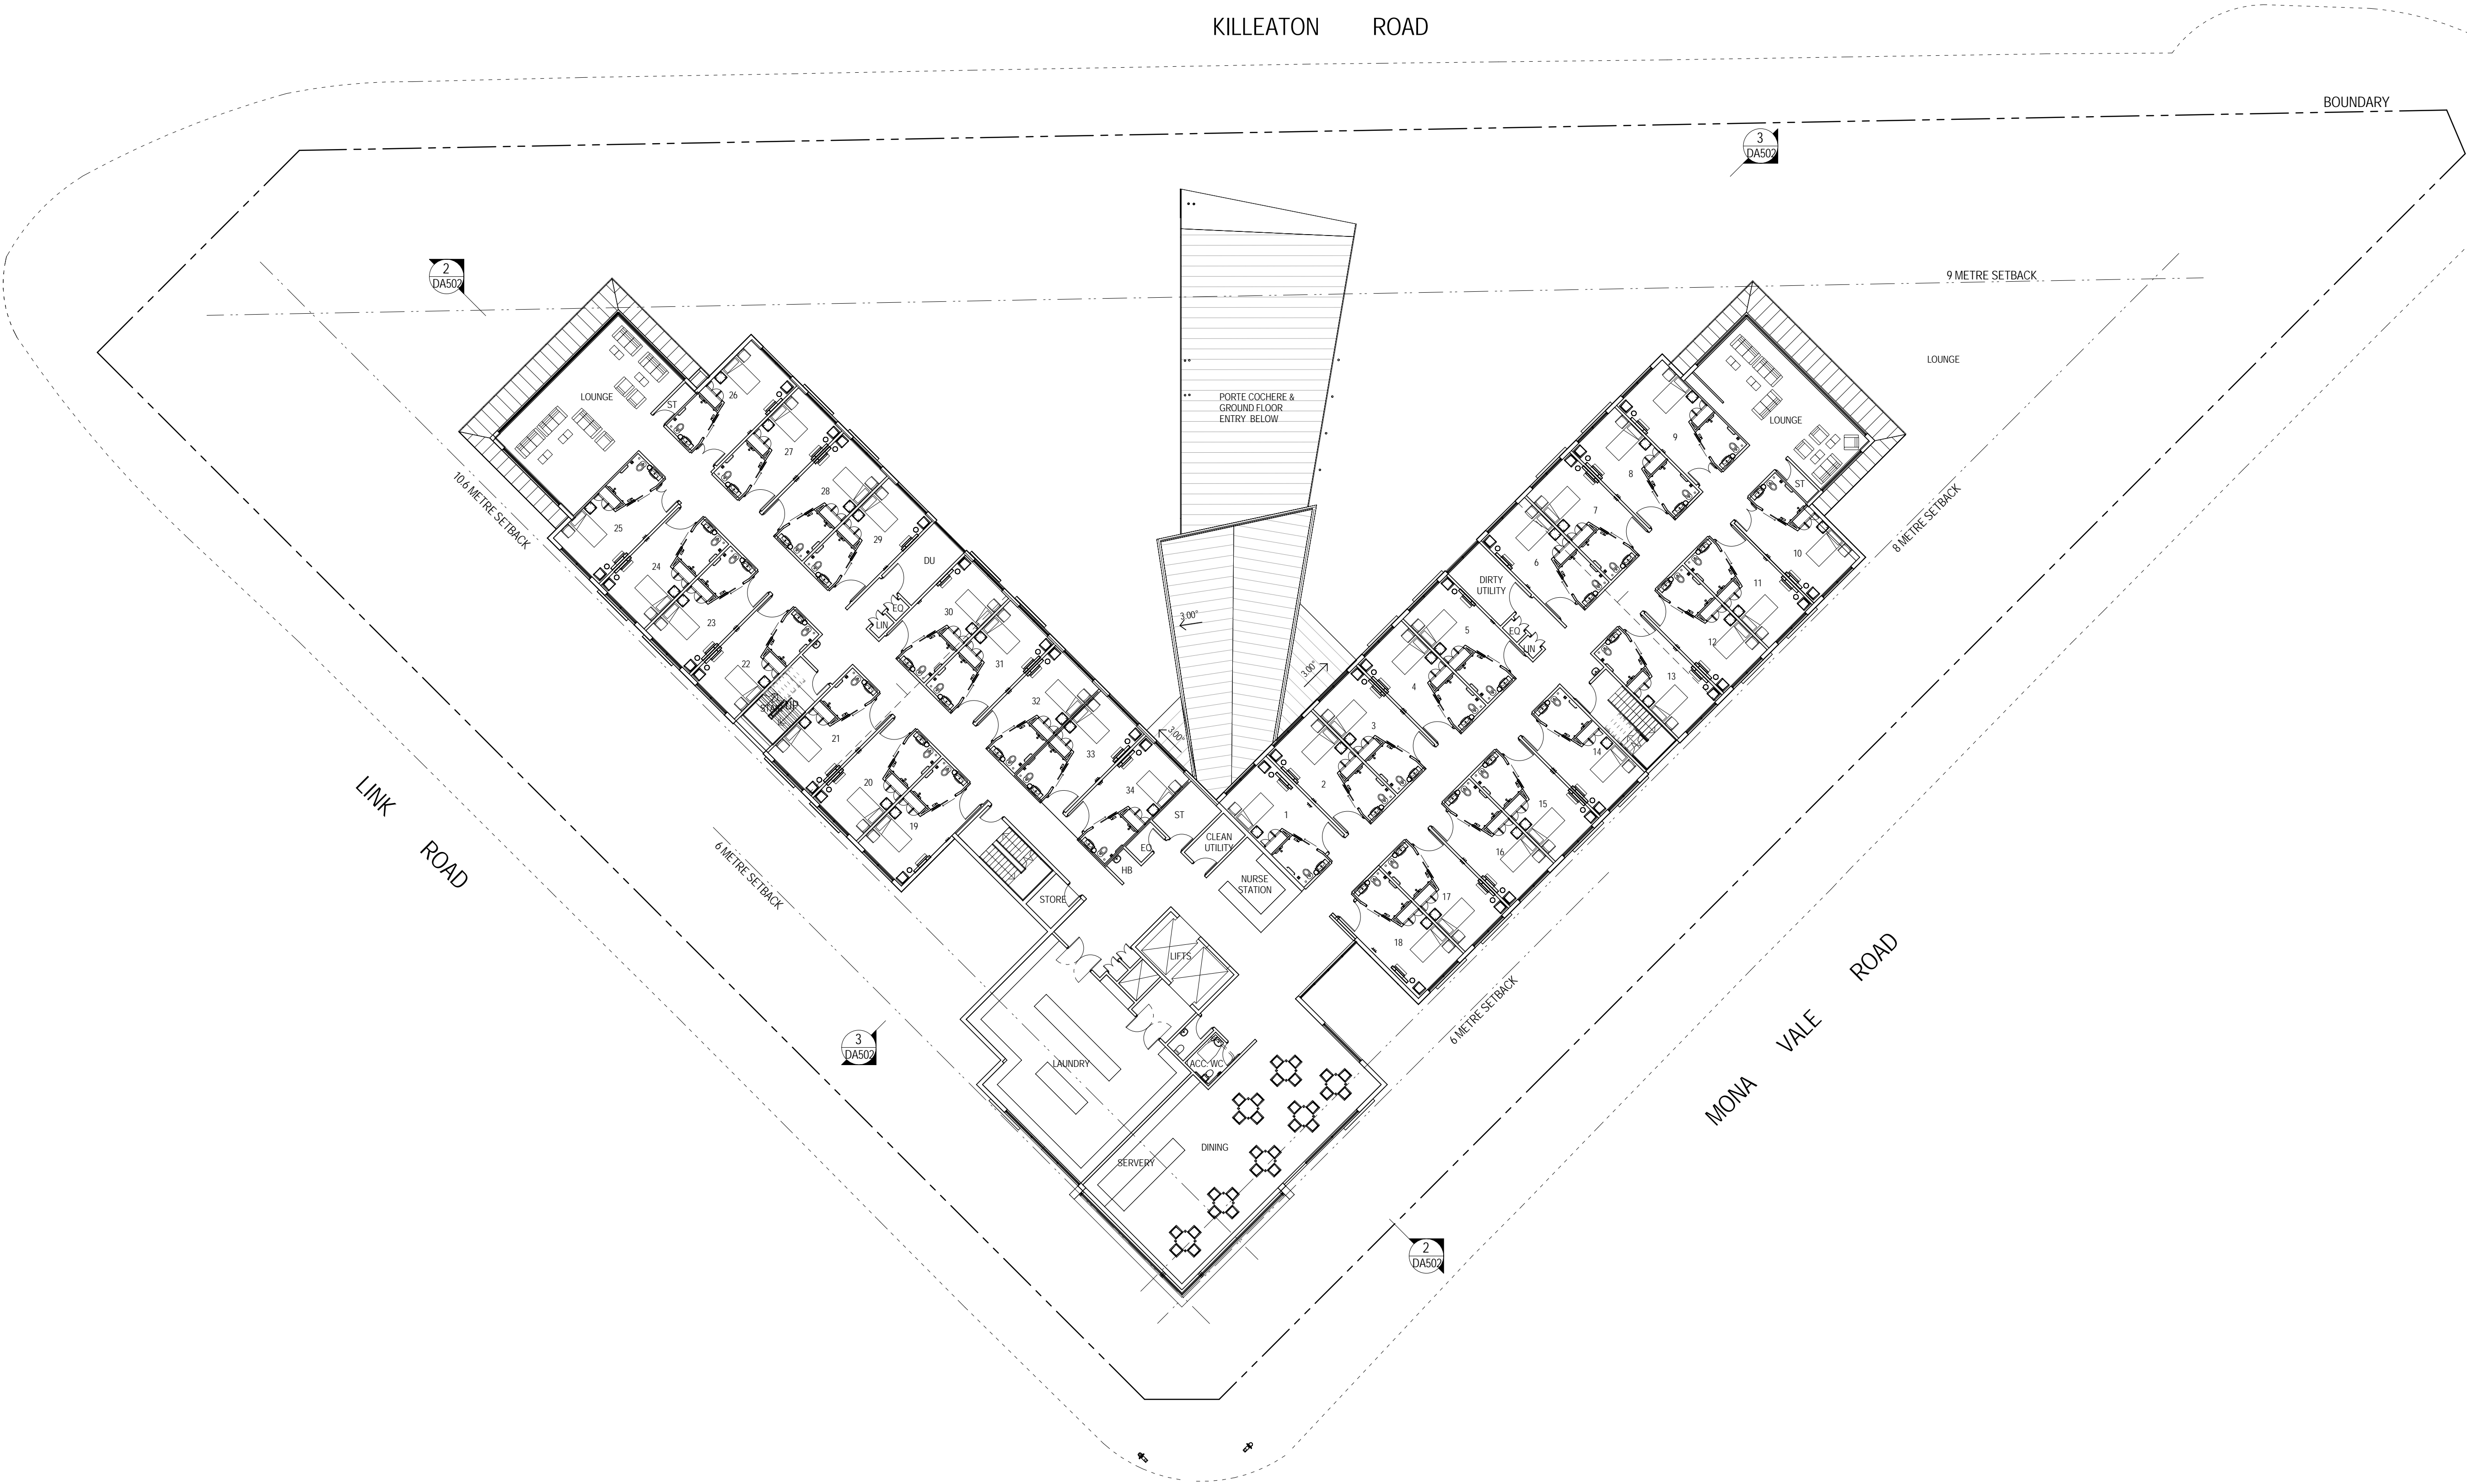 KILLEATON ROAD
BOUNDARY
3
DA502
2
DA502
9 METRE SETBACK
LOUNGE
LOUNGE
ST
26
27
28
29
DU
EQ
LIN
30
31
32
33
34
25
24
23
22
UP
21
20
19
10.6 METRE SETBACK
PORTE COCHERE &
GROUND FLOOR
ENTRY BELOW
3.00°
3.00°
3.00°
LOUNGE
ST
9
8
7
6
DIRTY
UTILITY
EQ
LIN
5
4
3
2
1
10
11
12
13
14
15
16
17
18
8 METRE SETBACK
ST
CLEAN
UTILITY
EQ
HB
NURSE
STATION
STORE
LIFTS
LAUNDRY
ACC. WC
DINING
SERVERY
6 METRE SETBACK
6 METRE SETBACK
LINK ROAD
MONA VALE ROAD
3
DA502
2
DA502